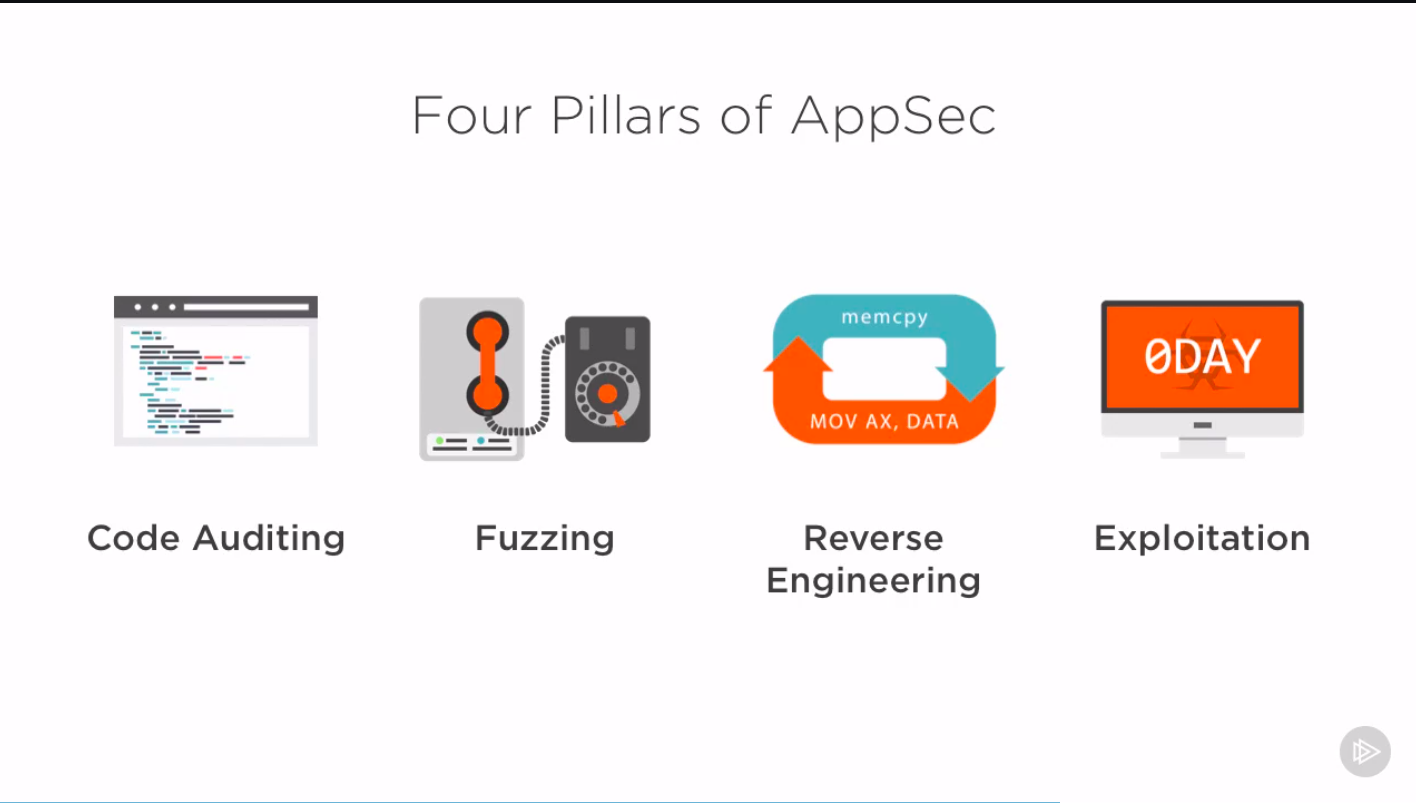 Four Pillars of AppSec
memcpy
MOV AX, DATA
0DAY
Code Auditing
Fuzzing
Reverse
Engineering
Exploitation